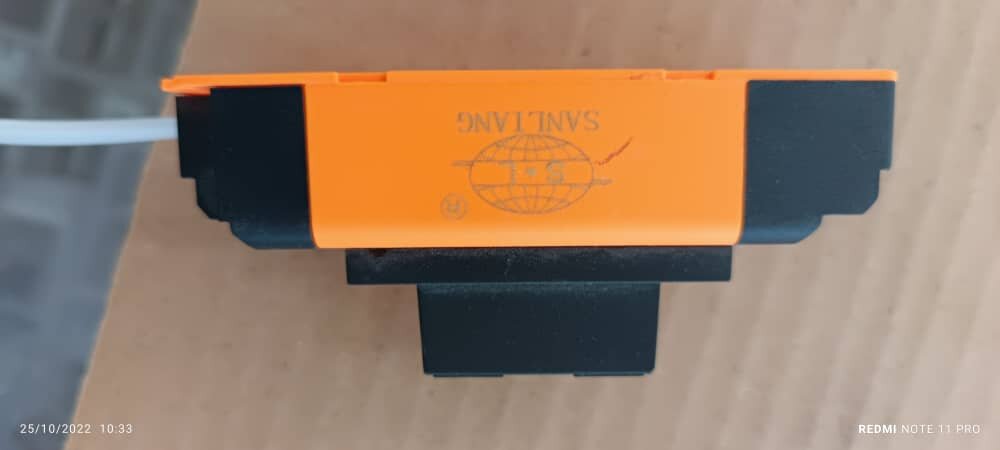 SANLIANG
S·L
®
25/10/2022 10:33
REDMI NOTE 11 PRO